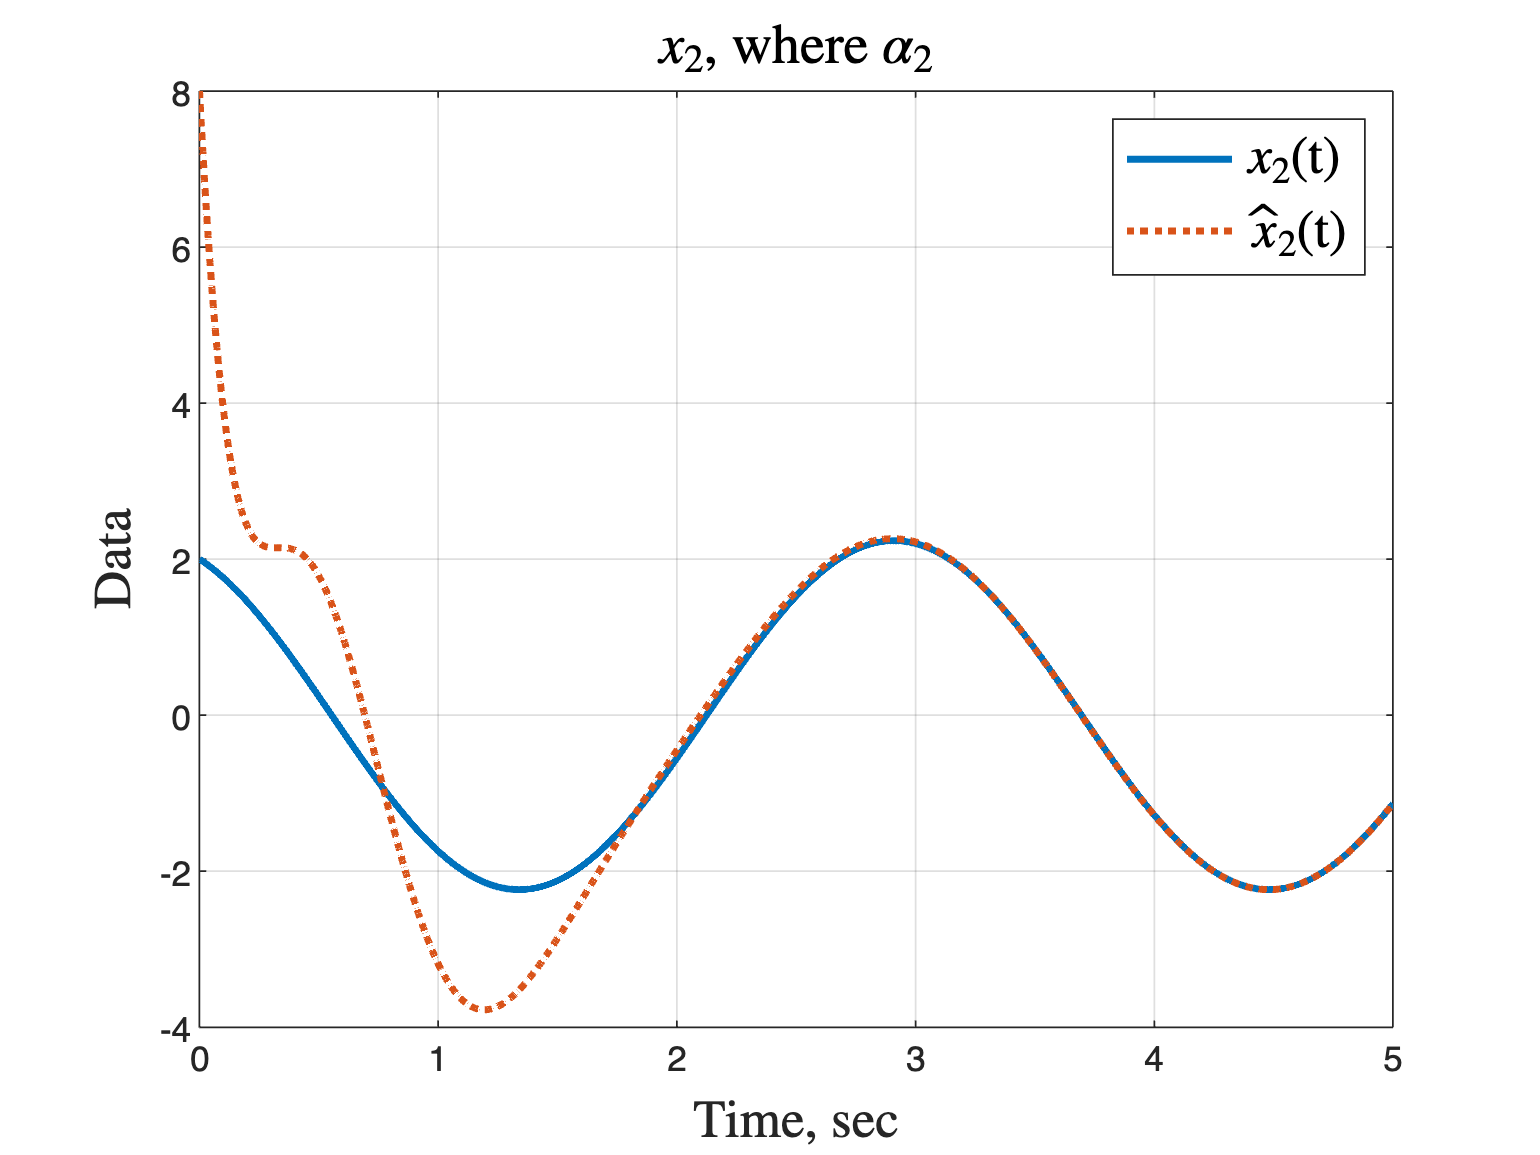 x₂, where α₂
8
6
4
2
0
-2
-4
Data
x₂(t)
x̂₂(t)
0 1 2 3 4 5
Time, sec